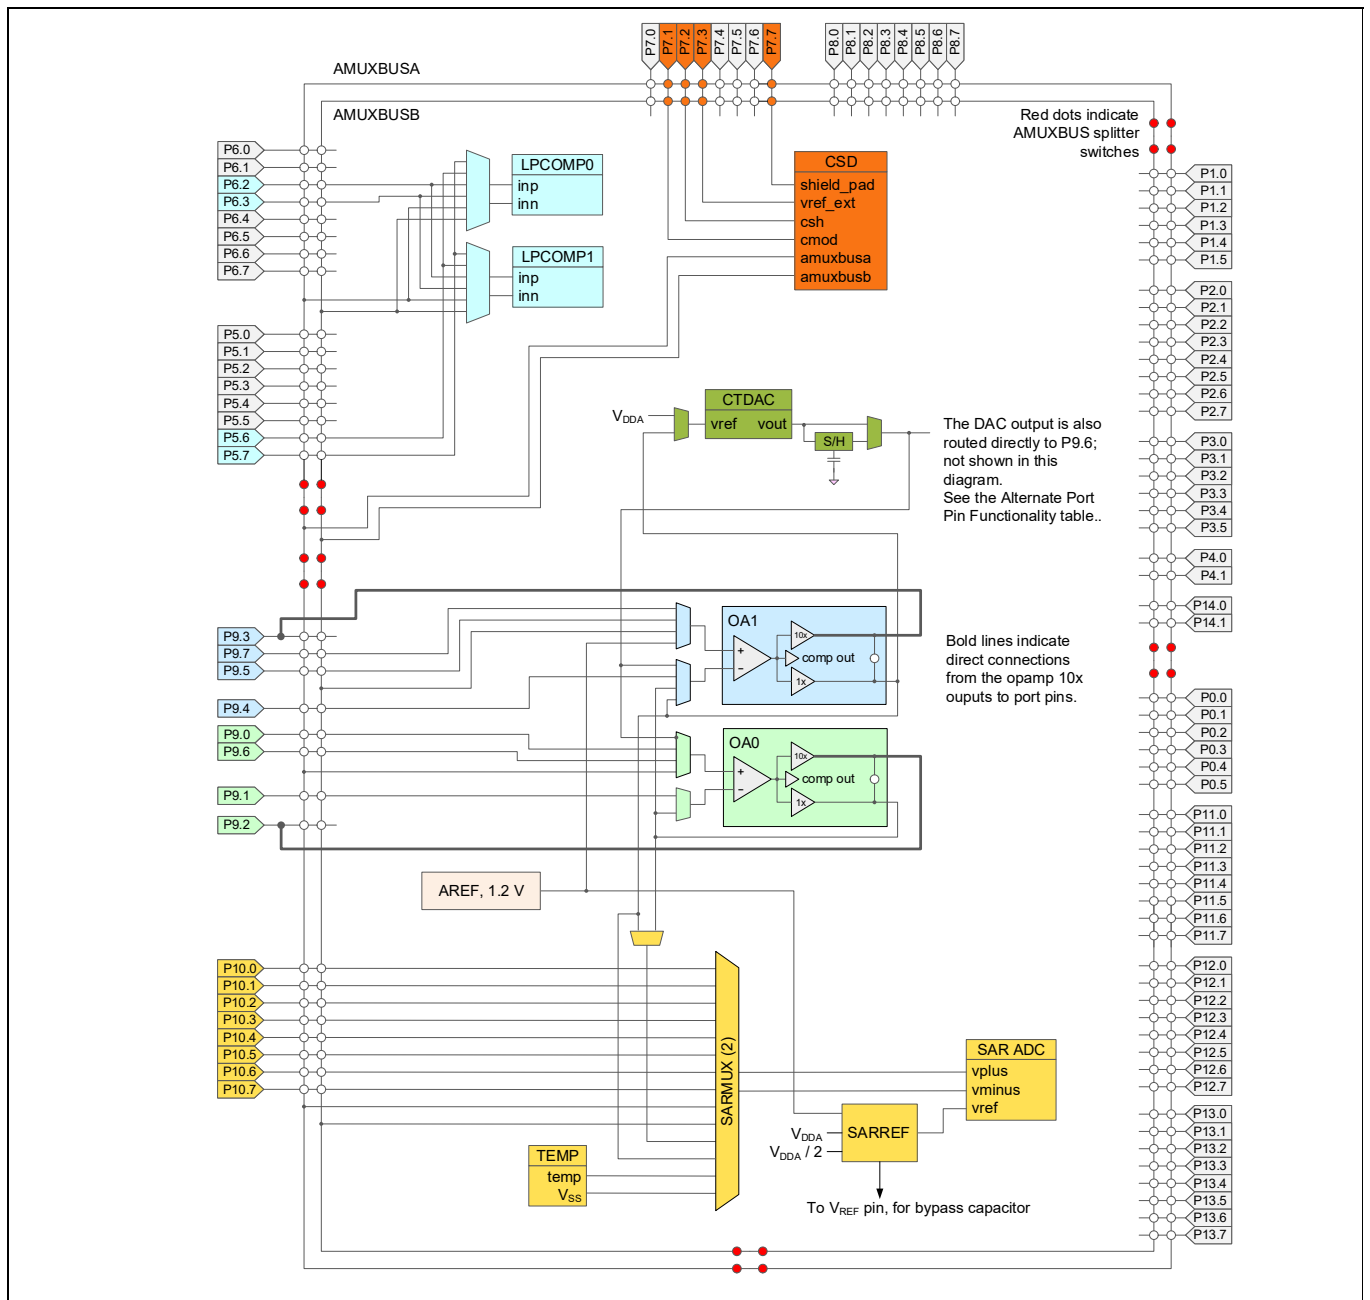 P7.0
P7.1
P7.2
P7.3
P7.4
P7.5
P7.6
P7.7
P8.0
P8.1
P8.2
P8.3
P8.4
P8.5
P8.6
P8.7
AMUXBUSA
AMUXBUSB
Red dots indicate
AMUXBUS splitter
switches
P6.0
P6.1
P6.2
P6.3
P6.4
P6.5
P6.6
P6.7
LPCOMP0
inp
inn
LPCOMP1
inp
inn
CSD
shield_pad
vref_ext
csh
cmod
amuxbusa
amuxbusb
P1.0
P1.1
P1.2
P1.3
P1.4
P1.5
P2.0
P2.1
P2.2
P2.3
P2.4
P2.5
P2.6
P2.7
P5.0
P5.1
P5.2
P5.3
P5.4
P5.5
P5.6
P5.7
VDDA
CTDAC
vref vout
S/H
The DAC output is also
routed directly to P9.6;
not shown in this
diagram.
See the Alternate Port
Pin Functionality table..
P3.0
P3.1
P3.2
P3.3
P3.4
P3.5
P4.0
P4.1
P14.0
P14.1
P9.3
P9.7
P9.5
P9.4
P9.0
P9.6
P9.1
P9.2
OA1
+
−
10x
comp out
1x
OA0
+
−
10x
comp out
1x
Bold lines indicate
direct connections
from the opamp 10x
ouputs to port pins.
P0.0
P0.1
P0.2
P0.3
P0.4
P0.5
P11.0
P11.1
P11.2
P11.3
P11.4
P11.5
P11.6
P11.7
AREF, 1.2 V
P10.0
P10.1
P10.2
P10.3
P10.4
P10.5
P10.6
P10.7
SARMUX (2)
SAR ADC
vplus
vminus
vref
VDDA
VDDA / 2
SARREF
TEMP
temp
VSS
To VREF pin, for bypass capacitor
P12.0
P12.1
P12.2
P12.3
P12.4
P12.5
P12.6
P12.7
P13.0
P13.1
P13.2
P13.3
P13.4
P13.5
P13.6
P13.7